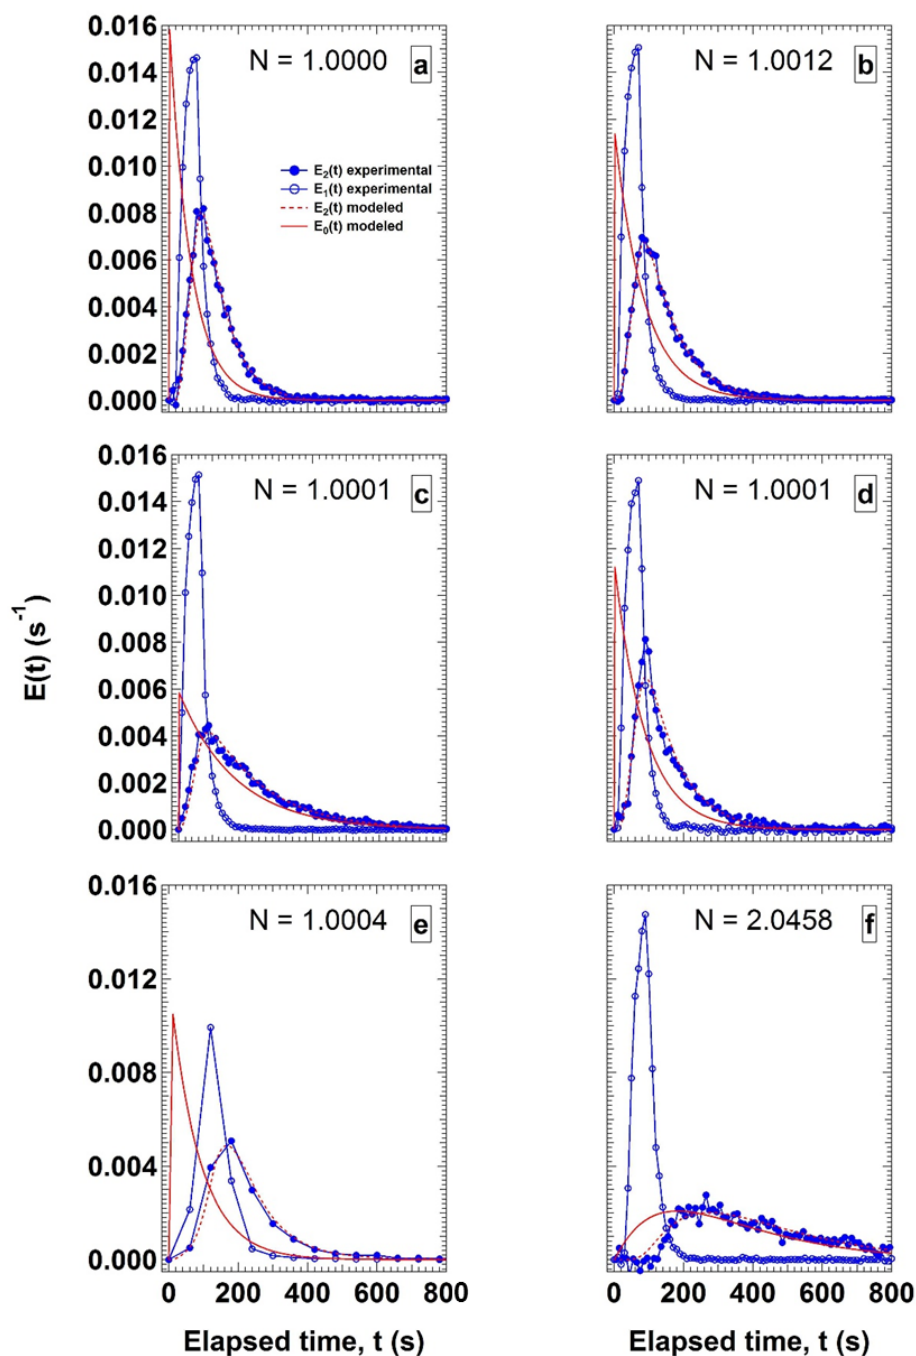 0.016
0.014
0.012
0.010
0.008
0.006
0.004
0.002
0.000
N = 1.0000
a
E2(t) experimental
E1(t) experimental
E2(t) modeled
E0(t) modeled
N = 1.0012
b
0.016
0.014
0.012
0.010
0.008
0.006
0.004
0.002
0.000
N = 1.0001
c
N = 1.0001
d
E(t) (s-1)
0.016
0.012
0.008
0.004
0.000
N = 1.0004
e
N = 2.0458
f
0 200 400 600 800
0 200 400 600 800
Elapsed time, t (s)
Elapsed time, t (s)